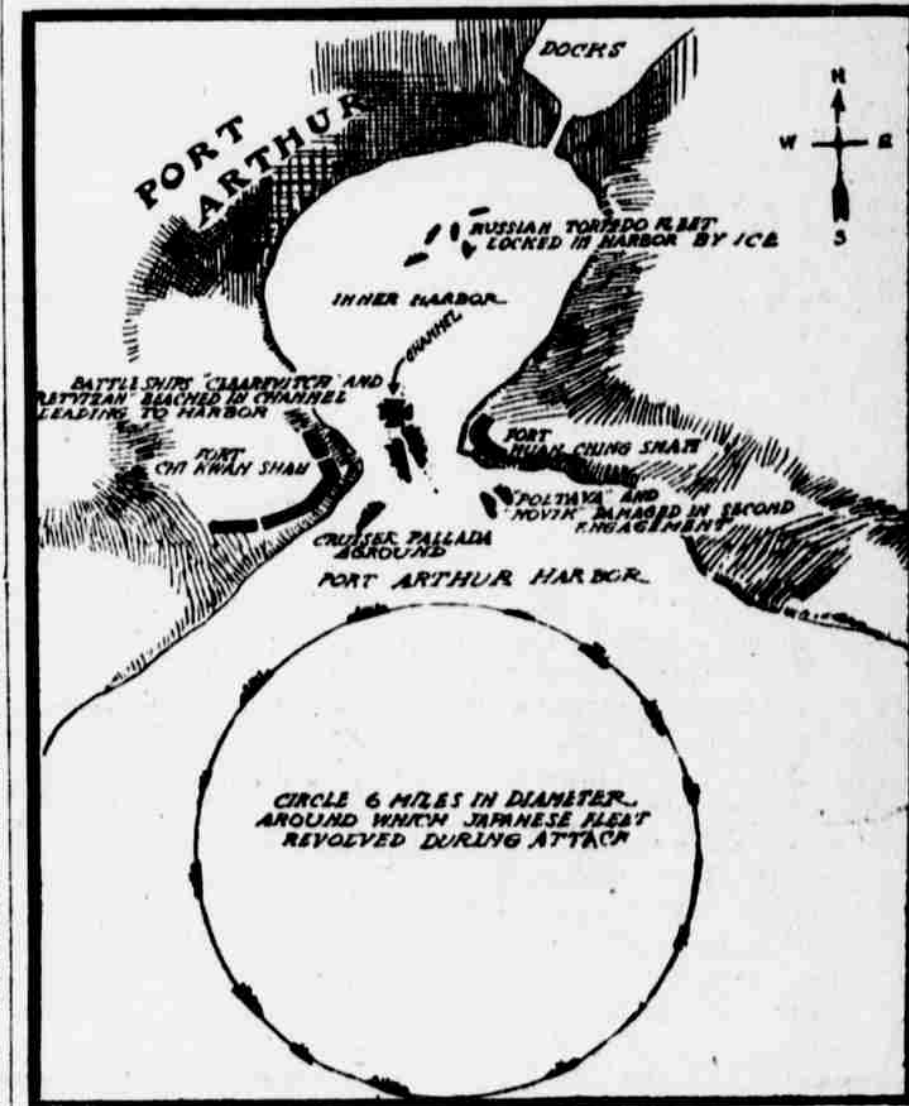 DOCKS
PORT
ARTHUR
N
W E
S
RUSSIAN TORPEDO FLEET
LOCKED IN HARBOR BY ICE
INNER HARBOR
CHANNEL
BATTLESHIPS "CEAREVITCH" AND
RETVIZAN" BEACHED IN CHANNEL
LEADING TO HARBOR
FORT
CHI KWAN SHAN
FORT
HUAN CHING SHAN
"POLTAVA" AND
"NOVIK" DAMAGED IN SECOND
ENGAGEMENT
CRUISER PALLADA
AGROUND
PORT ARTHUR HARBOR
CIRCLE 6 MILES IN DIAMETER
AROUND WHICH JAPANESE FLEET
REVOLVED DURING ATTACK